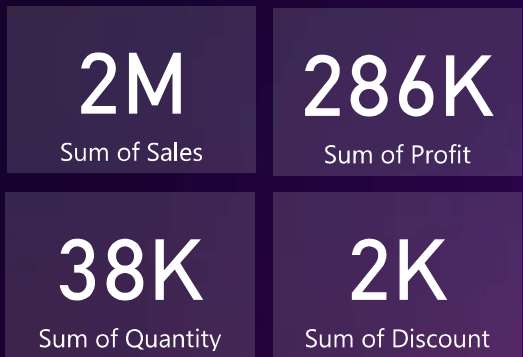 2M
Sum of Sales
286K
Sum of Profit
38K
Sum of Quantity
2K
Sum of Discount